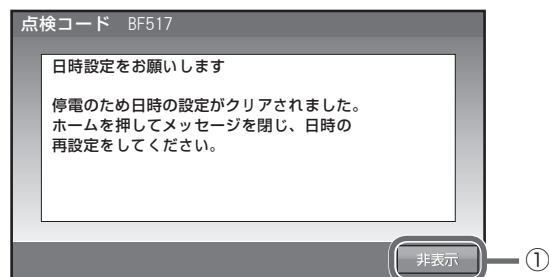 点検コード BF517
日時設定をお願いします
停電のため日時の設定がクリアされました。
ホームを押してメッセージを閉じ、日時の
再設定をしてください。
非表示
①